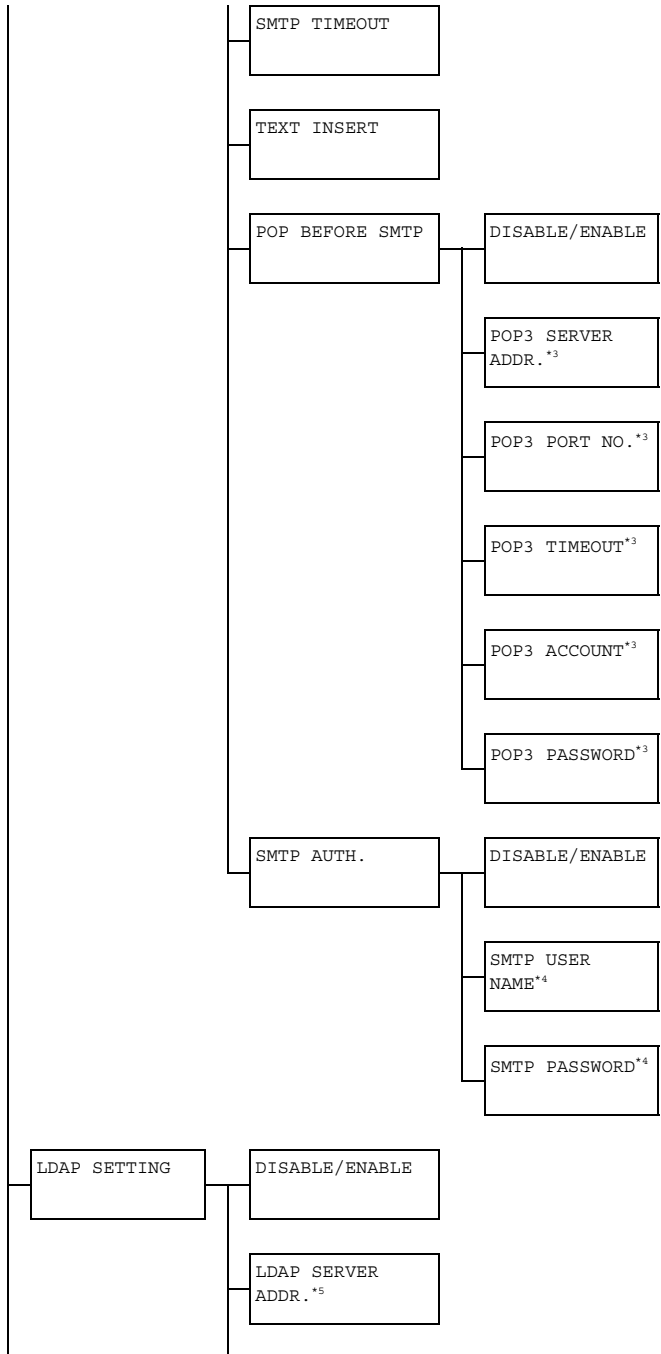 SMTP TIMEOUT
TEXT INSERT
POP BEFORE SMTP
DISABLE/ENABLE
POP3 SERVER
ADDR.*3
POP3 PORT NO.*3
POP3 TIMEOUT*3
POP3 ACCOUNT*3
POP3 PASSWORD*3
SMTP AUTH.
DISABLE/ENABLE
SMTP USER
NAME*4
SMTP PASSWORD*4
LDAP SETTING
DISABLE/ENABLE
LDAP SERVER
ADDR.*5